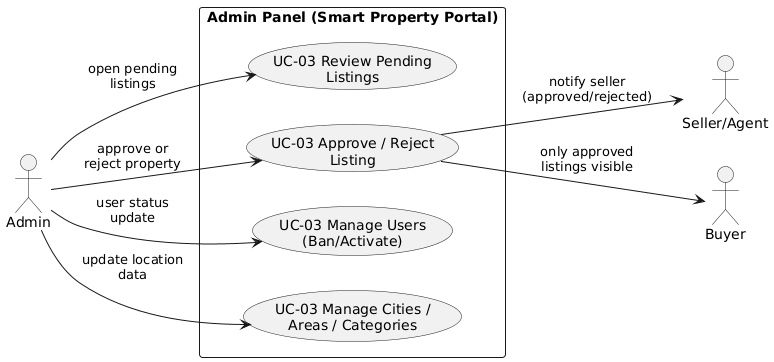 Admin Panel (Smart Property Portal)
UC-03 Review Pending
Listings
open pending
listings
UC-03 Approve / Reject
Listing
approve or
reject property
notify seller
(approved/rejected)
Seller/Agent
only approved
listings visible
Buyer
Admin
user status
update
UC-03 Manage Users
(Ban/Activate)
update location
data
UC-03 Manage Cities /
Areas / Categories